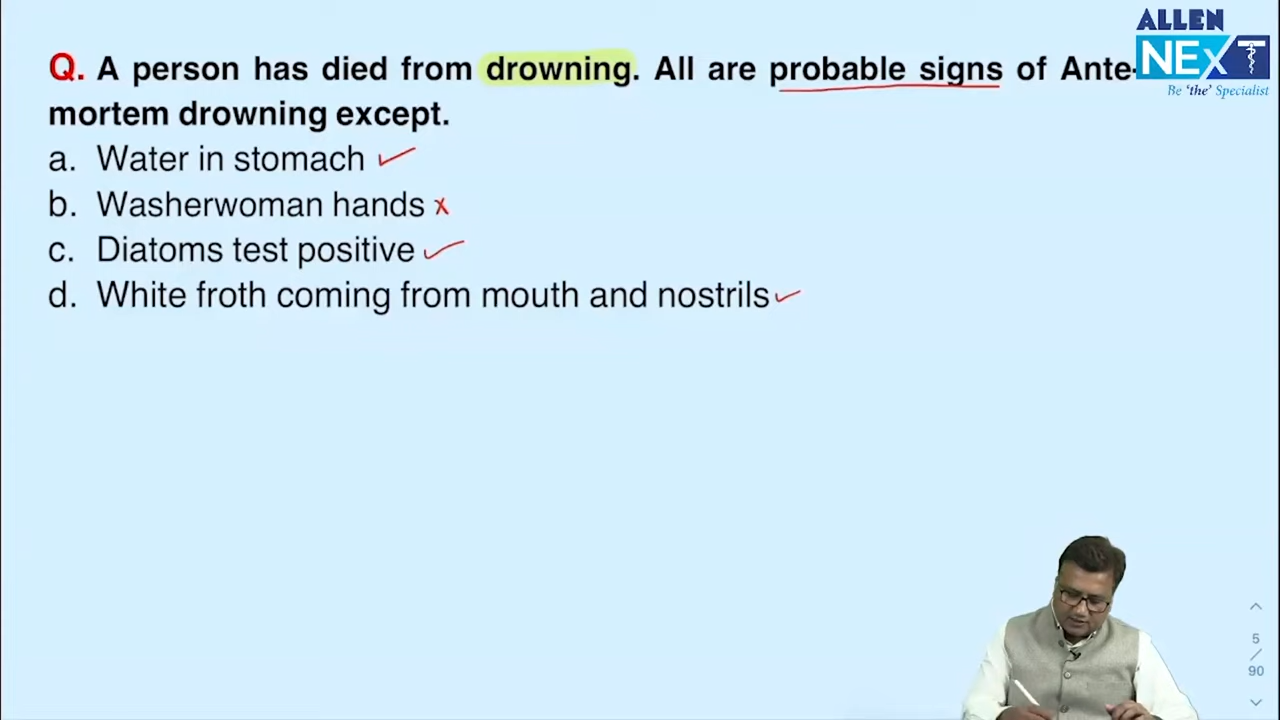 ALLEN
NEXT
Be 'the' Specialist
Q. A person has died from drowning. All are probable signs of Ante-
mortem drowning except.
a. Water in stomach
b. Washerwoman hands
c. Diatoms test positive
d. White froth coming from mouth and nostrils
5
/
90